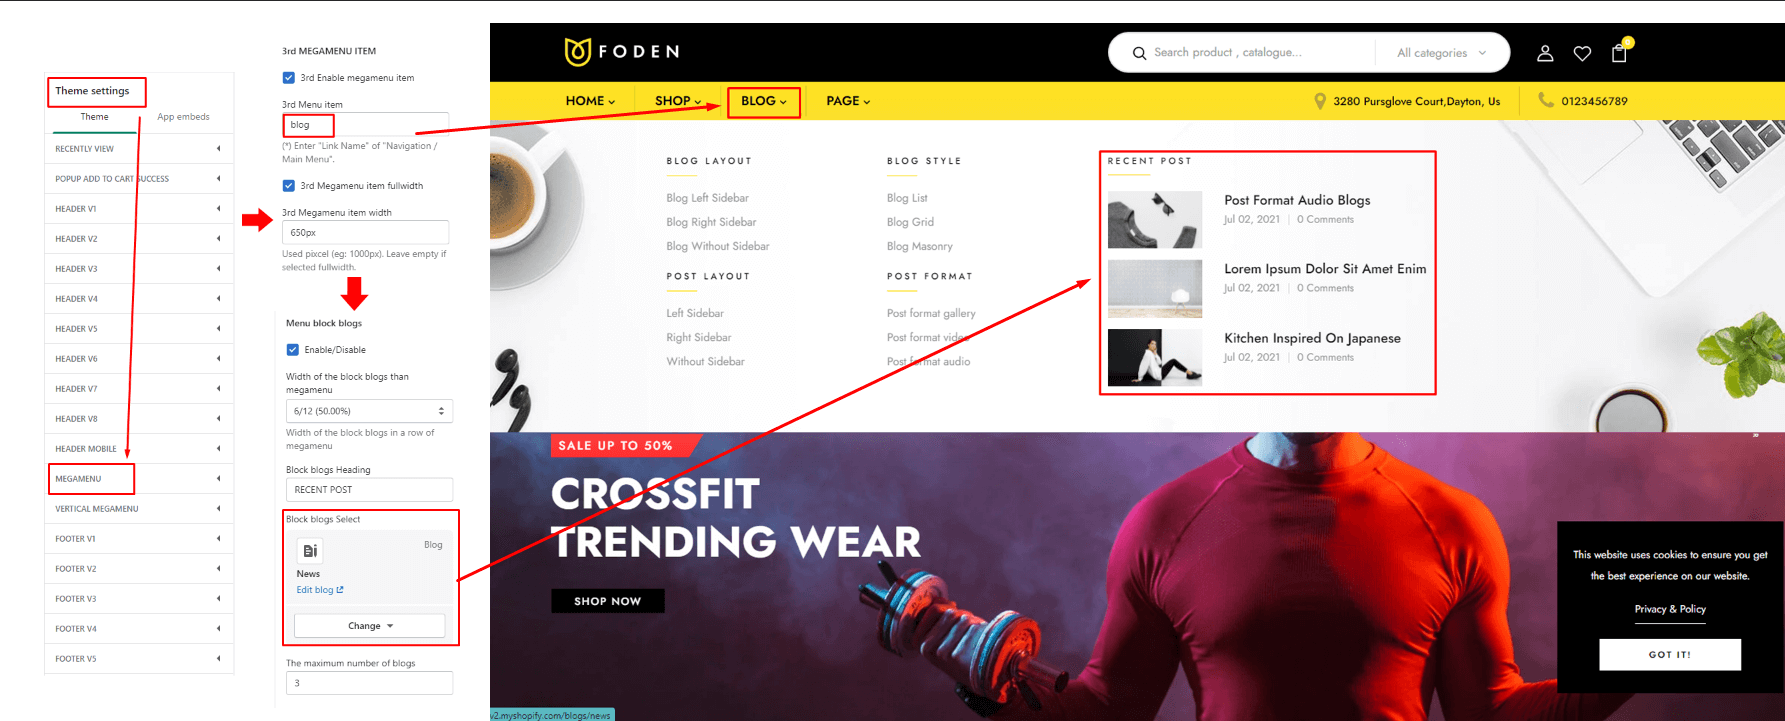 Theme settings
Theme
App embeds
RECENTLY VIEW
POPUP ADD TO CART SUCCESS
HEADER V1
HEADER V2
HEADER V3
HEADER V4
HEADER V5
HEADER V6
HEADER V7
HEADER V8
HEADER MOBILE
MEGAMENU
VERTICAL MEGAMENU
FOOTER V1
FOOTER V2
FOOTER V3
FOOTER V4
FOOTER V5
3rd MEGAMENU ITEM
3rd Enable megamenu item
3rd Menu item
blog
(*) Enter "Link Name" of "Navigation /
Main Menu".
3rd Megamenu item fullwidth
3rd Megamenu item width
650px
Used pixcel (eg: 1000px). Leave empty if
selected fullwidth.
Menu block blogs
Enable/Disable
Width of the block blogs than
megamenu
6/12 (50.00%)
Width of the block blogs in a row of
megamenu
Block blogs Heading
RECENT POST
Block blogs Select
Blog
News
Edit blog
Change
The maximum number of blogs
3
FODEN
Search product , catalogue...
All categories
0
HOME
SHOP
BLOG
PAGE
3280 Pursglove Court,Dayton, Us
0123456789
BLOG LAYOUT
Blog Left Sidebar
Blog Right Sidebar
Blog Without Sidebar
POST LAYOUT
Left Sidebar
Right Sidebar
Without Sidebar
BLOG STYLE
Blog List
Blog Grid
Blog Masonry
POST FORMAT
Post format gallery
Post format video
Post format audio
RECENT POST
Post Format Audio Blogs
Jul 02, 2021 | 0 Comments
Lorem Ipsum Dolor Sit Amet Enim
Jul 02, 2021 | 0 Comments
Kitchen Inspired On Japanese
Jul 02, 2021 | 0 Comments
SALE UP TO 50%
CROSSFIT
TRENDING WEAR
SHOP NOW
This website uses cookies to ensure you get
the best experience on our website.
Privacy & Policy
GOT IT!
v2.myshopify.com/blogs/news